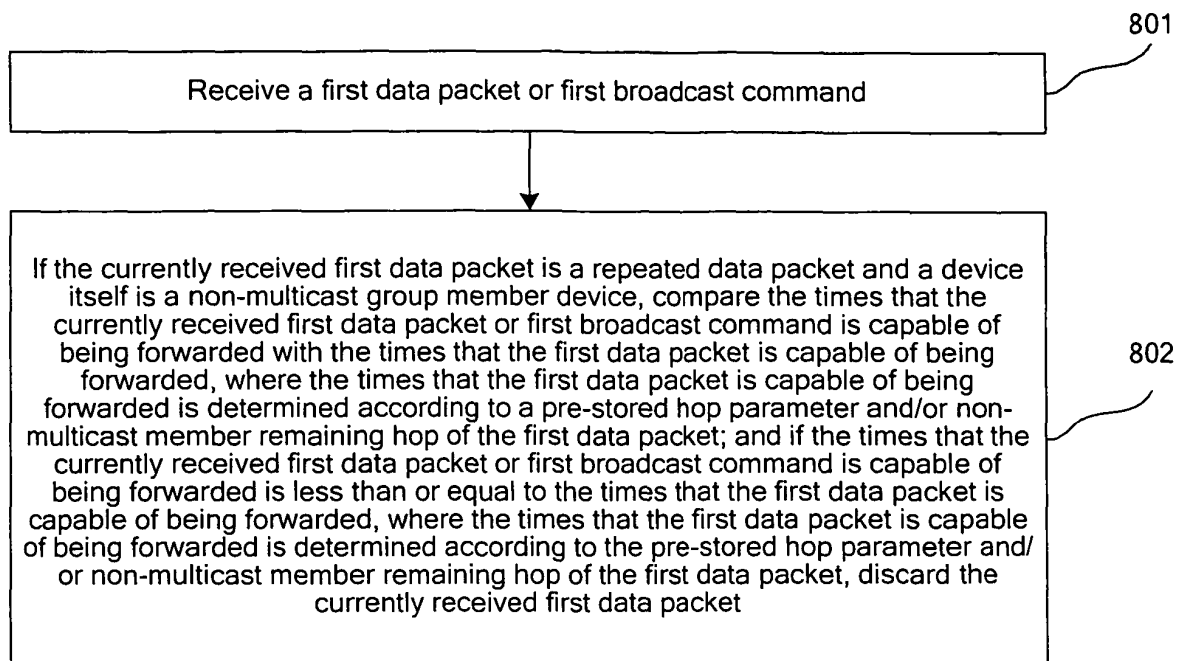 801
Receive a first data packet or first broadcast command
If the currently received first data packet is a repeated data packet and a device
itself is a non-multicast group member device, compare the times that the
currently received first data packet or first broadcast command is capable of
being forwarded with the times that the first data packet is capable of being
forwarded, where the times that the first data packet is capable of being
forwarded is determined according to a pre-stored hop parameter and/or non-
multicast member remaining hop of the first data packet; and if the times that the
currently received first data packet or first broadcast command is capable of
being forwarded is less than or equal to the times that the first data packet is
capable of being forwarded, where the times that the first data packet is capable
of being forwarded is determined according to the pre-stored hop parameter and/
or non-multicast member remaining hop of the first data packet, discard the
currently received first data packet
802